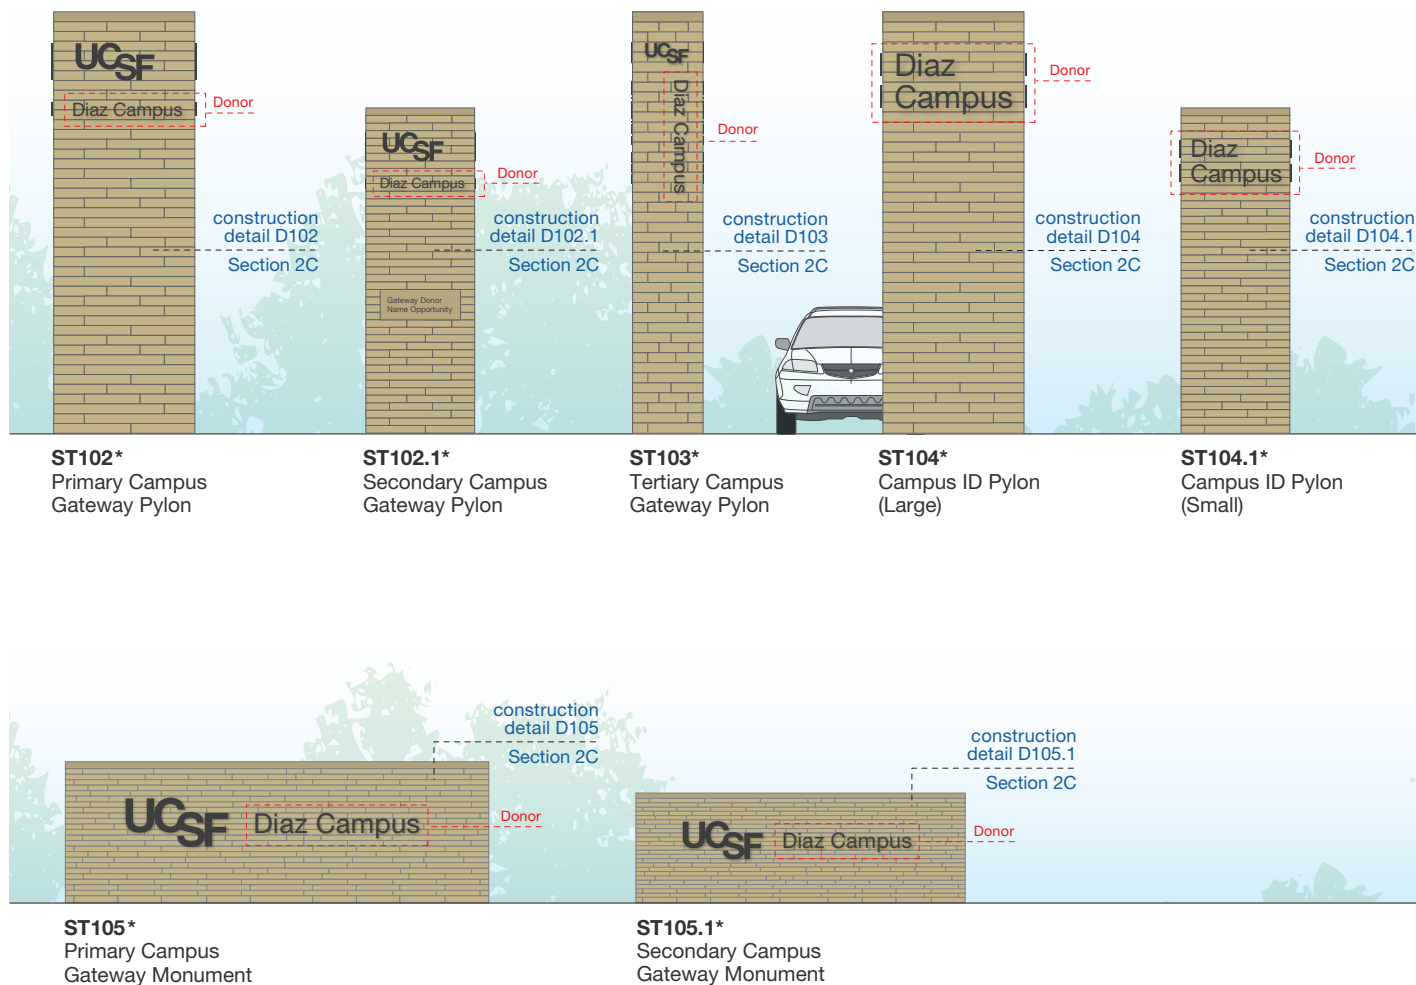 UCSF
Diaz Campus
Donor
construction
detail D102
Section 2C
UCSF
Diaz Campus
Donor
construction
detail D102.1
Section 2C
Gateway Donor
Name Opportunity
UCSF
Diaz Campus
Donor
construction
detail D103
Section 2C
Diaz
Campus
Donor
construction
detail D104
Section 2C
Diaz
Campus
Donor
construction
detail D104.1
Section 2C
ST102*
Primary Campus
Gateway Pylon
ST102.1*
Secondary Campus
Gateway Pylon
ST103*
Tertiary Campus
Gateway Pylon
ST104*
Campus ID Pylon
(Large)
ST104.1*
Campus ID Pylon
(Small)
construction
detail D105
Section 2C
UCSF
Diaz Campus
Donor
construction
detail D105.1
Section 2C
UCSF
Diaz Campus
Donor
ST105*
Primary Campus
Gateway Monument
ST105.1*
Secondary Campus
Gateway Monument